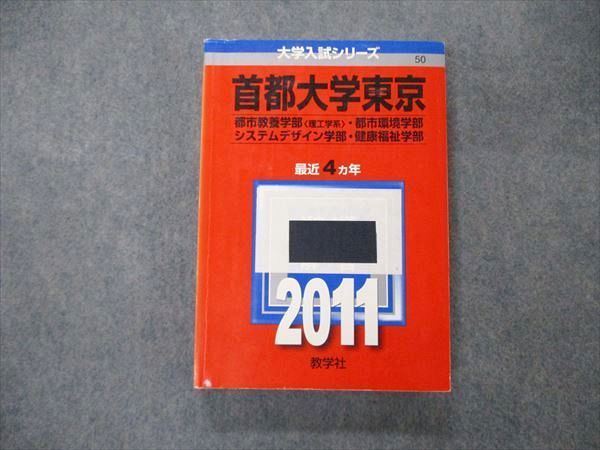 大学入試シリーズ
50
首都大学東京
都市教養学部〈理工学系〉・都市環境学部
システムデザイン学部・健康福祉学部
最近4ヵ年
2011
教学社